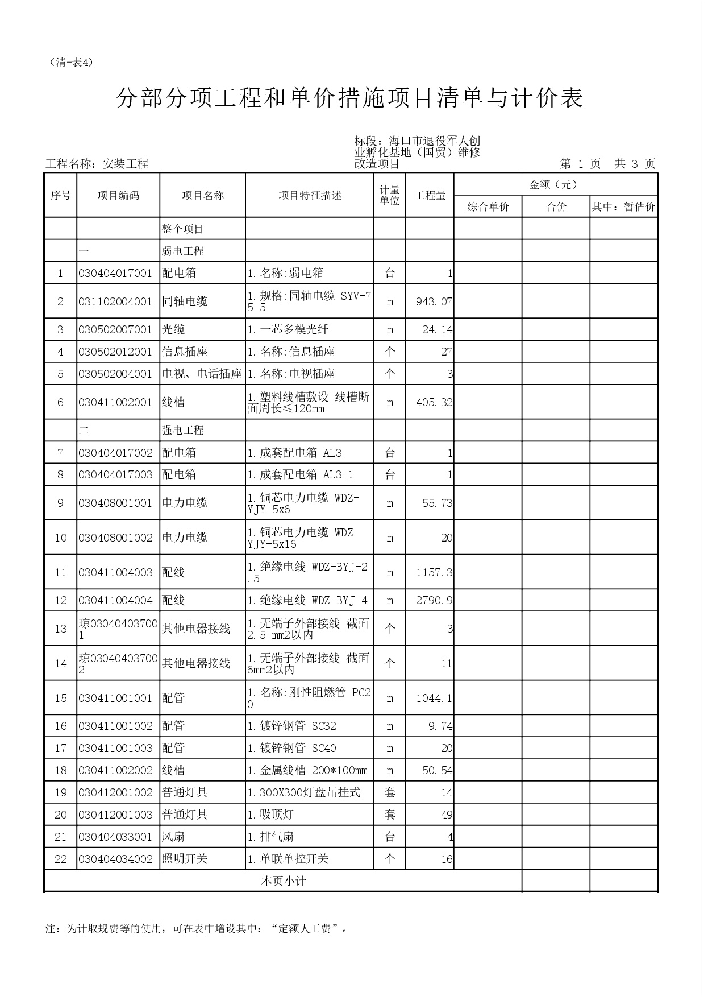 （清-表4）
分部分项工程和单价措施项目清单与计价表
标段：海口市退役军人创
业孵化基地（国贸）维修
工程名称：安装工程 改造项目 第 1 页 共 3 页
序号 项目编码 项目名称 项目特征描述 计量单位 工程量 金额（元）
综合单价 合价 其中：暂估价
整个项目
一 弱电工程
1 030404017001 配电箱 1.名称:弱电箱 台 1
2 031102004001 同轴电缆 1.规格:同轴电缆 SYV-7
5-5 m 943.07
3 030502007001 光缆 1.一芯多模光纤 m 24.14
4 030502012001 信息插座 1.名称:信息插座 个 27
5 030502004001 电视、电话插座 1.名称:电视插座 个 3
6 030411002001 线槽 1.塑料线槽敷设 线槽断
面周长≤120mm m 405.32
二 强电工程
7 030404017002 配电箱 1.成套配电箱 AL3 台 1
8 030404017003 配电箱 1.成套配电箱 AL3-1 台 1
9 030408001001 电力电缆 1.铜芯电力电缆 WDZ-
YJY-5x6 m 55.73
10 030408001002 电力电缆 1.铜芯电力电缆 WDZ-
YJY-5x16 m 20
11 030411004003 配线 1.绝缘电线 WDZ-BYJ-2
.5 m 1157.3
12 030411004004 配线 1.绝缘电线 WDZ-BYJ-4 m 2790.9
13 琼03040403700
1 其他电器接线 1.无端子外部接线 截面
2.5 mm2以内 个 3
14 琼03040403700
2 其他电器接线 1.无端子外部接线 截面
6mm2以内 个 11
15 030411001001 配管 1.名称:刚性阻燃管 PC2
0 m 1044.1
16 030411001002 配管 1.镀锌钢管 SC32 m 9.74
17 030411001003 配管 1.镀锌钢管 SC40 m 20
18 030411002002 线槽 1.金属线槽 200*100mm m 50.54
19 030412001002 普通灯具 1.300X300灯盘吊挂式 套 14
20 030412001003 普通灯具 1.吸顶灯 套 49
21 030404033001 风扇 1.排气扇 台 4
22 030404034002 照明开关 1.单联单控开关 个 16
本页小计
注：为计取规费等的使用，可在表中增设其中：“定额人工费”。